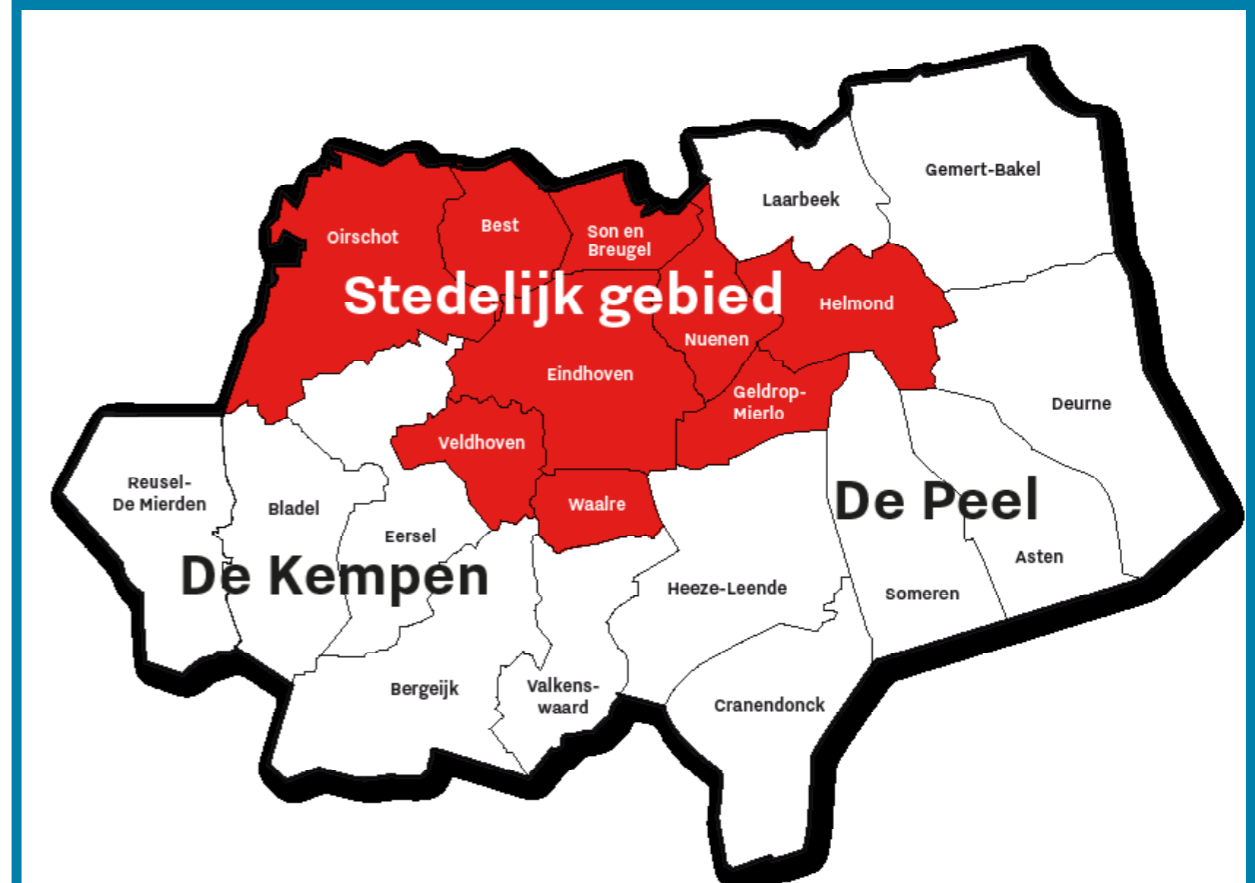 Gemert-Bakel
Laarbeek
Oirschot
Best
Son en
Breugel
Stedelijk gebied
Helmond
Nuenen
Eindhoven
Geldrop-
Mierlo
Deurne
Veldhoven
Reusel-
De Mierden
Bladel
Waalre
De Peel
Eersel
De Kempen
Asten
Heeze-Leende
Someren
Bergeijk
Valkens-
waard
Cranendonck